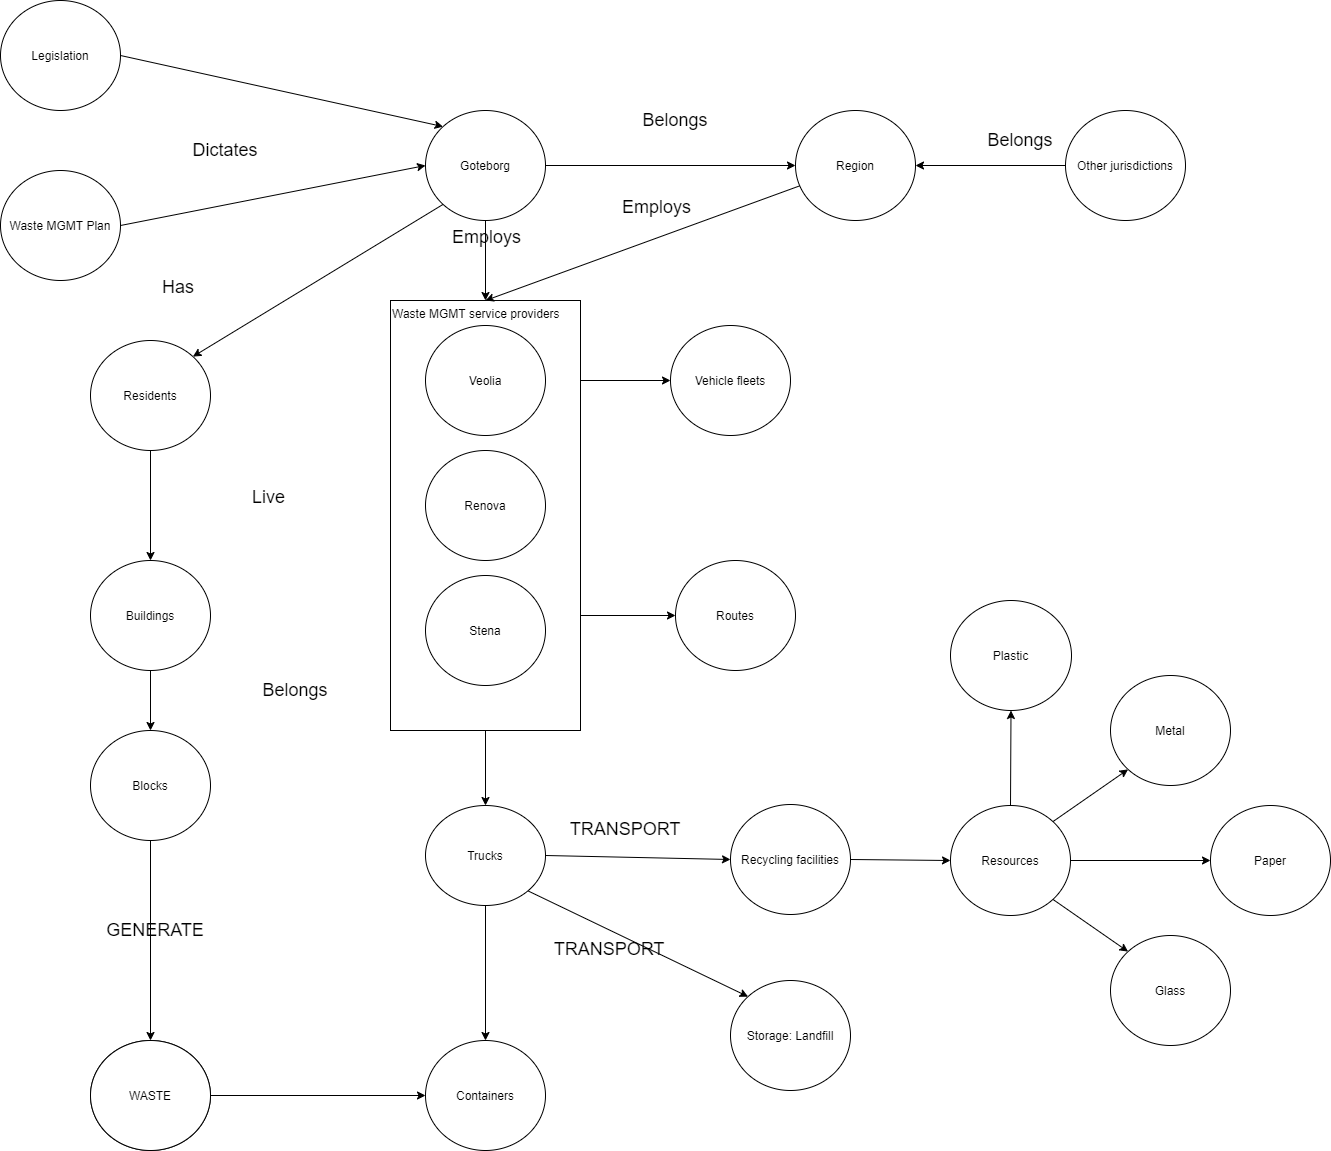 Legislation
Goteborg
Belongs
Region
Belongs
Other jurisdictions
Dictates
Waste MGMT Plan
Employs
Employs
Has
Waste MGMT service providers
Residents
Veolia
Vehicle fleets
Live
Renova
Buildings
Stena
Routes
Plastic
Belongs
Metal
Blocks
Trucks
TRANSPORT
Recycling facilities
Resources
Paper
GENERATE
TRANSPORT
Glass
Storage: Landfill
WASTE
Containers